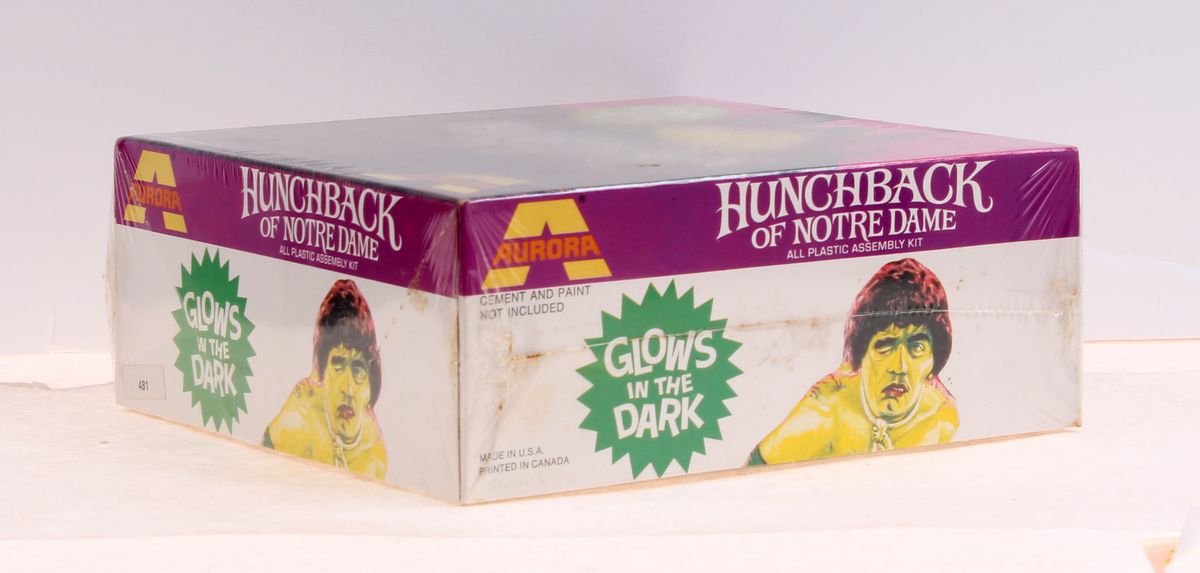 AURORA
HUNCHBACK
OF NOTRE DAME
ALL PLASTIC ASSEMBLY KIT
GLOWS
IN THE
DARK
481
AURORA®
HUNCHBACK
OF NOTRE DAME
ALL PLASTIC ASSEMBLY KIT
CEMENT AND PAINT
NOT INCLUDED
GLOWS
IN THE
DARK
MADE IN U.S.A.
PRINTED IN CANADA